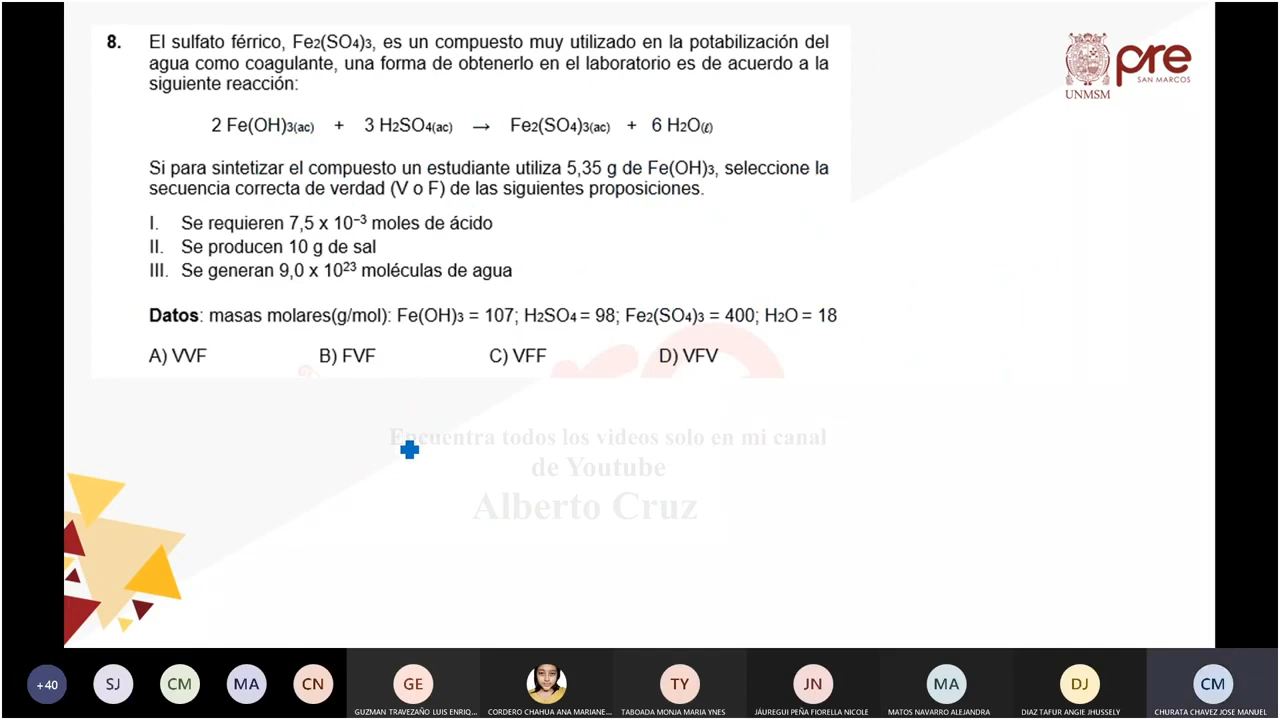 8. El sulfato férrico, Fe2(SO4)3, es un compuesto muy utilizado en la potabilización del
agua como coagulante, una forma de obtenerlo en el laboratorio es de acuerdo a la
siguiente reacción:
2 Fe(OH)3(ac) + 3 H2SO4(ac) → Fe2(SO4)3(ac) + 6 H2O(ℓ)
Si para sintetizar el compuesto un estudiante utiliza 5,35 g de Fe(OH)3, seleccione la
secuencia correcta de verdad (V o F) de las siguientes proposiciones.
I. Se requieren 7,5 x 10⁻³ moles de ácido
II. Se producen 10 g de sal
III. Se generan 9,0 x 10²³ moléculas de agua
Datos: masas molares(g/mol): Fe(OH)3 = 107; H2SO4 = 98; Fe2(SO4)3 = 400; H2O = 18
A) VVF B) FVF C) VFF D) VFV
pre
SAN MARCOS
UNMSM
Encuentra todos los videos solo en mi canal
de Youtube
Alberto Cruz
+40 SJ CM MA CN GE TY JN MA DJ CM
GUZMAN TRAVEZAÑO LUIS ENRIQ... CORDERO CHAHUA ANA MARIANE... TABOADA MONJA MARIA YNES JÁUREGUI PEÑA FIORELLA NICOLE MATOS NAVARRO ALEJANDRA DIAZ TAFUR ANGIE JHUSSELY CHURATA CHAVEZ JOSE MANUEL